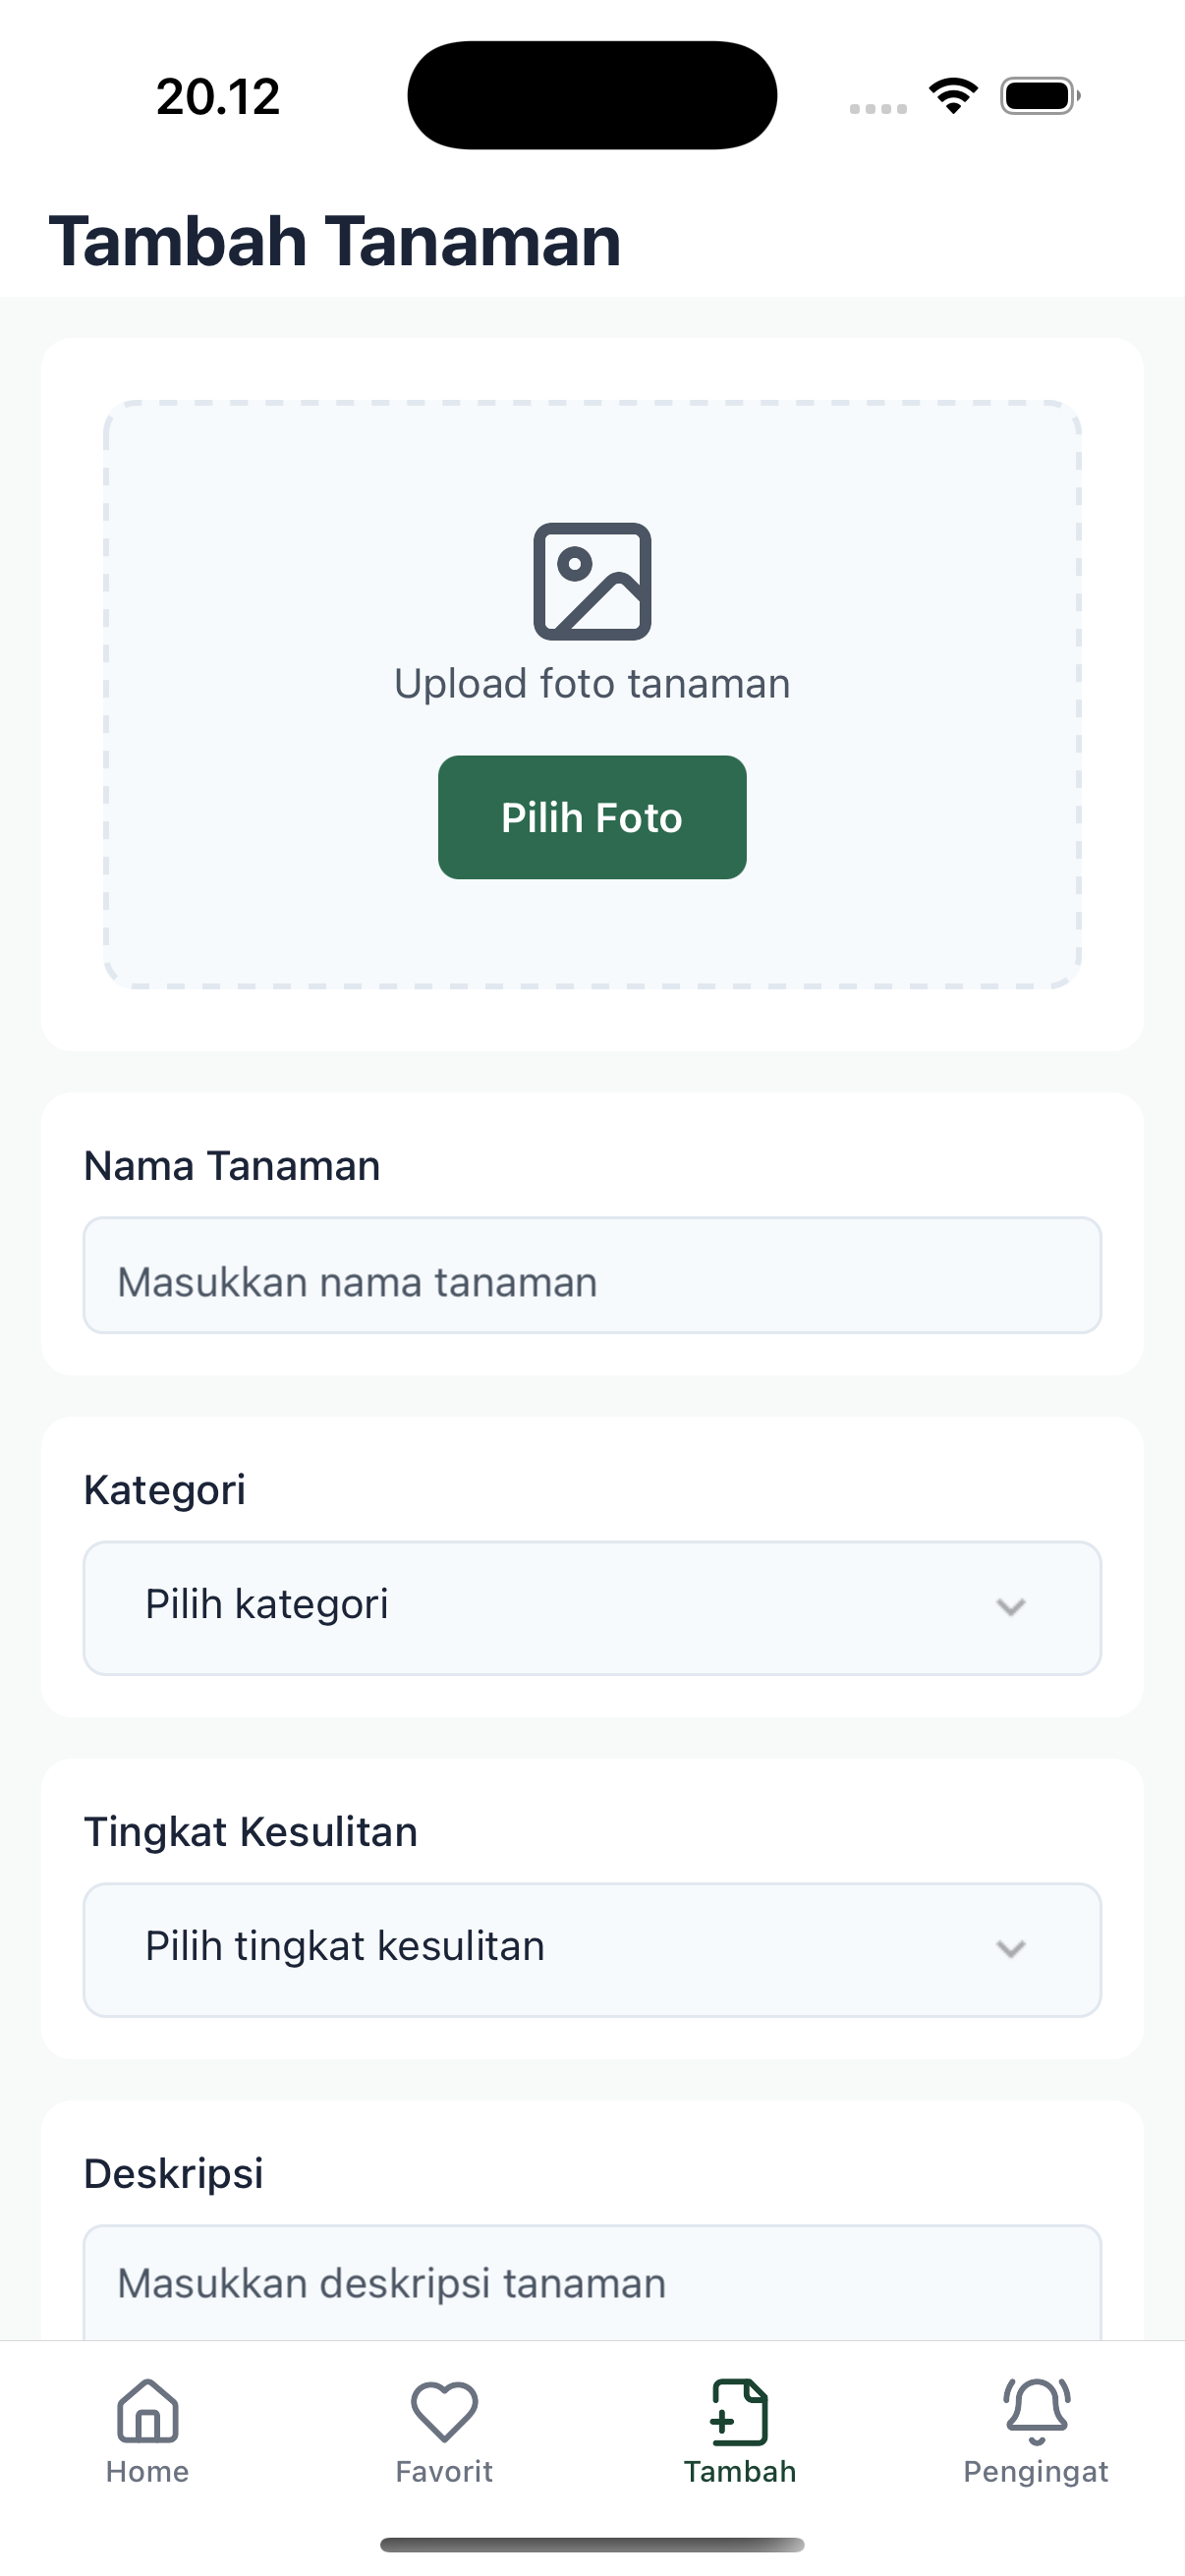 20.12
Tambah Tanaman
Upload foto tanaman
Pilih Foto
Nama Tanaman
Masukkan nama tanaman
Kategori
Pilih kategori
Tingkat Kesulitan
Pilih tingkat kesulitan
Deskripsi
Masukkan deskripsi tanaman
Home
Favorit
Tambah
Pengingat